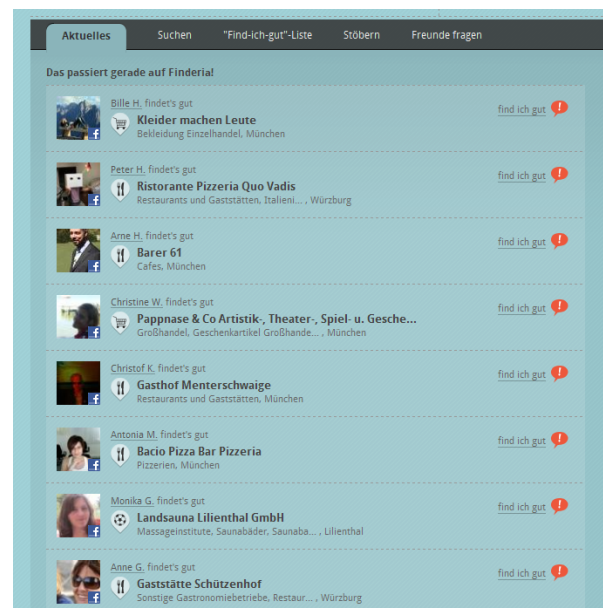 Aktuelles Suchen "Find-ich-gut"-Liste Stöbern Freunde fragen
Das passiert gerade auf Finderia!
Bille H. findet's gut
find ich gut !
Kleider machen Leute
Bekleidung Einzelhandel, München
Peter H. findet's gut
find ich gut !
Ristorante Pizzeria Quo Vadis
Restaurants und Gaststätten, Italieni... , Würzburg
Arne H. findet's gut
find ich gut !
Barer 61
Cafes, München
Christine W. findet's gut
find ich gut !
Pappnase & Co Artistik-, Theater-, Spiel- u. Gesche...
Großhandel, Geschenkartikel Großhande... , München
Christof K. findet's gut
find ich gut !
Gasthof Menterschwaige
Restaurants und Gaststätten, München
Antonia M. findet's gut
find ich gut !
Bacio Pizza Bar Pizzeria
Pizzerien, München
Monika G. findet's gut
find ich gut !
Landsauna Lilienthal GmbH
Massageinstitute, Saunabäder, Saunaba... , Lilienthal
Anne G. findet's gut
find ich gut !
Gaststätte Schützenhof
Sonstige Gastronomiebetriebe, Restaur... , Würzburg